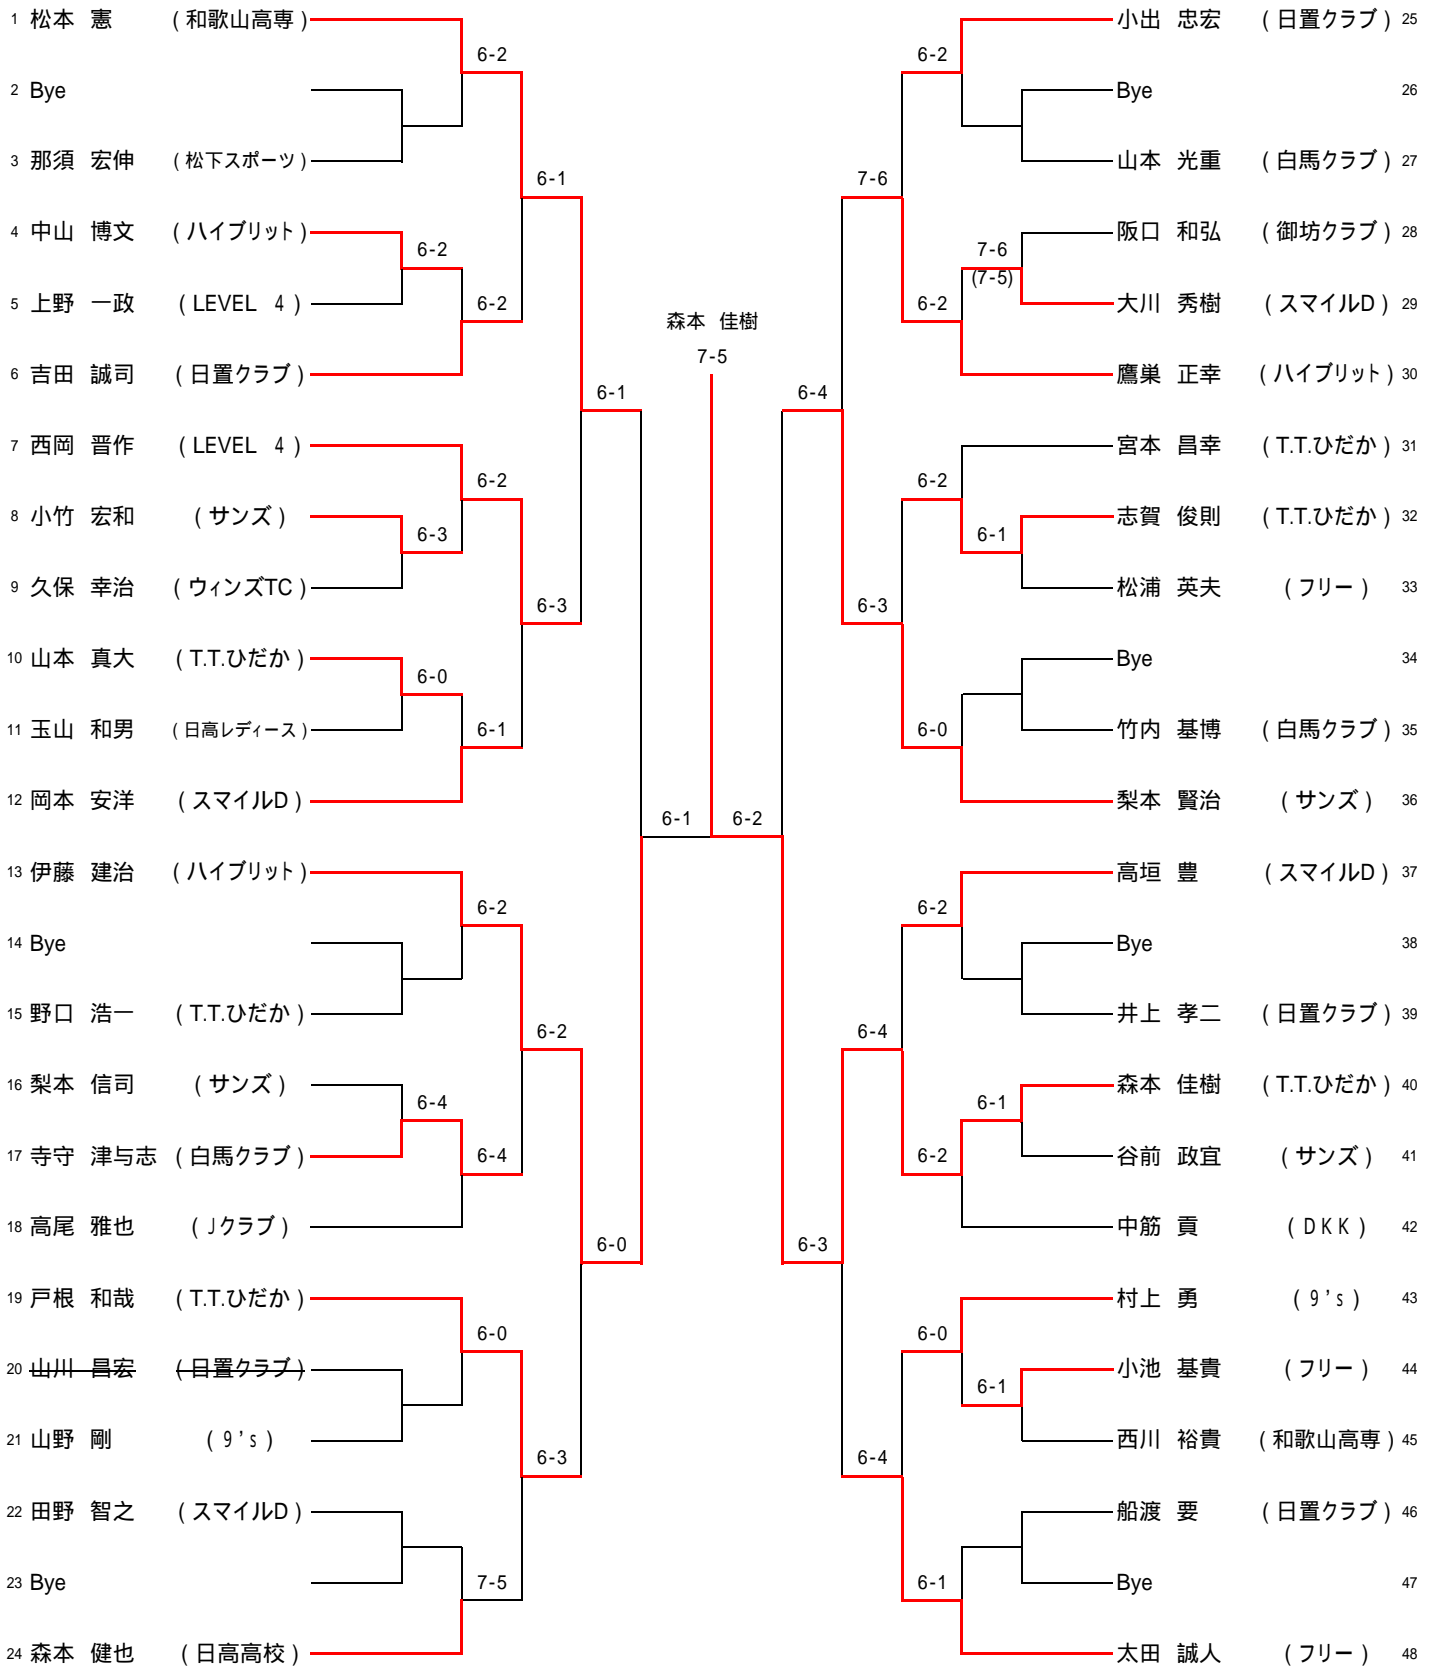 1 松本 憲 (和歌山高専)
2 Bye
3 那須 宏伸 (松下スポーツ)
4 中山 博文 (ハイブリット)
5 上野 一政 (LEVEL 4)
6 吉田 誠司 (日置クラブ)
7 西岡 晋作 (LEVEL 4)
8 小竹 宏和 (サンズ)
9 久保 幸治 (ウィンズTC)
10 山本 真大 (T.T.ひだか)
11 玉山 和男 (日高レディース)
12 岡本 安洋 (スマイルD)
13 伊藤 建治 (ハイブリット)
14 Bye
15 野口 浩一 (T.T.ひだか)
16 梨本 信司 (サンズ)
17 寺守 津与志 (白馬クラブ)
18 高尾 雅也 (Jクラブ)
19 戸根 和哉 (T.T.ひだか)
20 山川 昌宏 (日置クラブ)
21 山野 剛 (9's)
22 田野 智之 (スマイルD)
23 Bye
24 森本 健也 (日高高校)
6-2
6-3
6-0
6-4
6-2
6-2
6-2
6-1
6-2
6-4
6-0
7-5
6-1
6-3
6-2
6-3
6-1
6-0
6-1
森本 佳樹
7-5
6-2
6-4
6-3
7-6
6-3
6-4
6-4
6-2
6-2
6-2
6-0
6-2
6-2
6-0
6-1
7-6
(7-5)
6-1
6-1
6-1
小出 忠宏 (日置クラブ) 25
Bye 26
山本 光重 (白馬クラブ) 27
阪口 和弘 (御坊クラブ) 28
大川 秀樹 (スマイルD) 29
鷹巣 正幸 (ハイブリット) 30
宮本 昌幸 (T.T.ひだか) 31
志賀 俊則 (T.T.ひだか) 32
松浦 英夫 (フリー) 33
Bye 34
竹内 基博 (白馬クラブ) 35
梨本 賢治 (サンズ) 36
高垣 豊 (スマイルD) 37
Bye 38
井上 孝二 (日置クラブ) 39
森本 佳樹 (T.T.ひだか) 40
谷前 政宜 (サンズ) 41
中筋 貢 (DKK) 42
村上 勇 (9's) 43
小池 基貴 (フリー) 44
西川 裕貴 (和歌山高専) 45
船渡 要 (日置クラブ) 46
Bye 47
太田 誠人 (フリー) 48